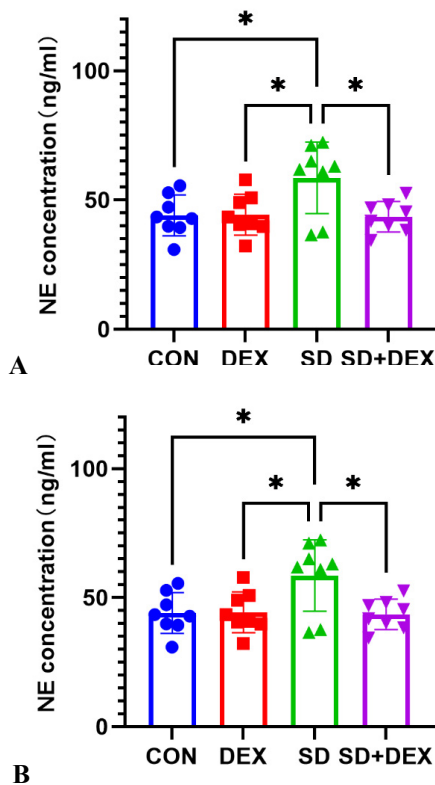 *
* *
100
50
0
NE concentration(ng/ml)
CON DEX SD SD+DEX
A
*
* *
100
50
0
NE concentration(ng/ml)
CON DEX SD SD+DEX
B